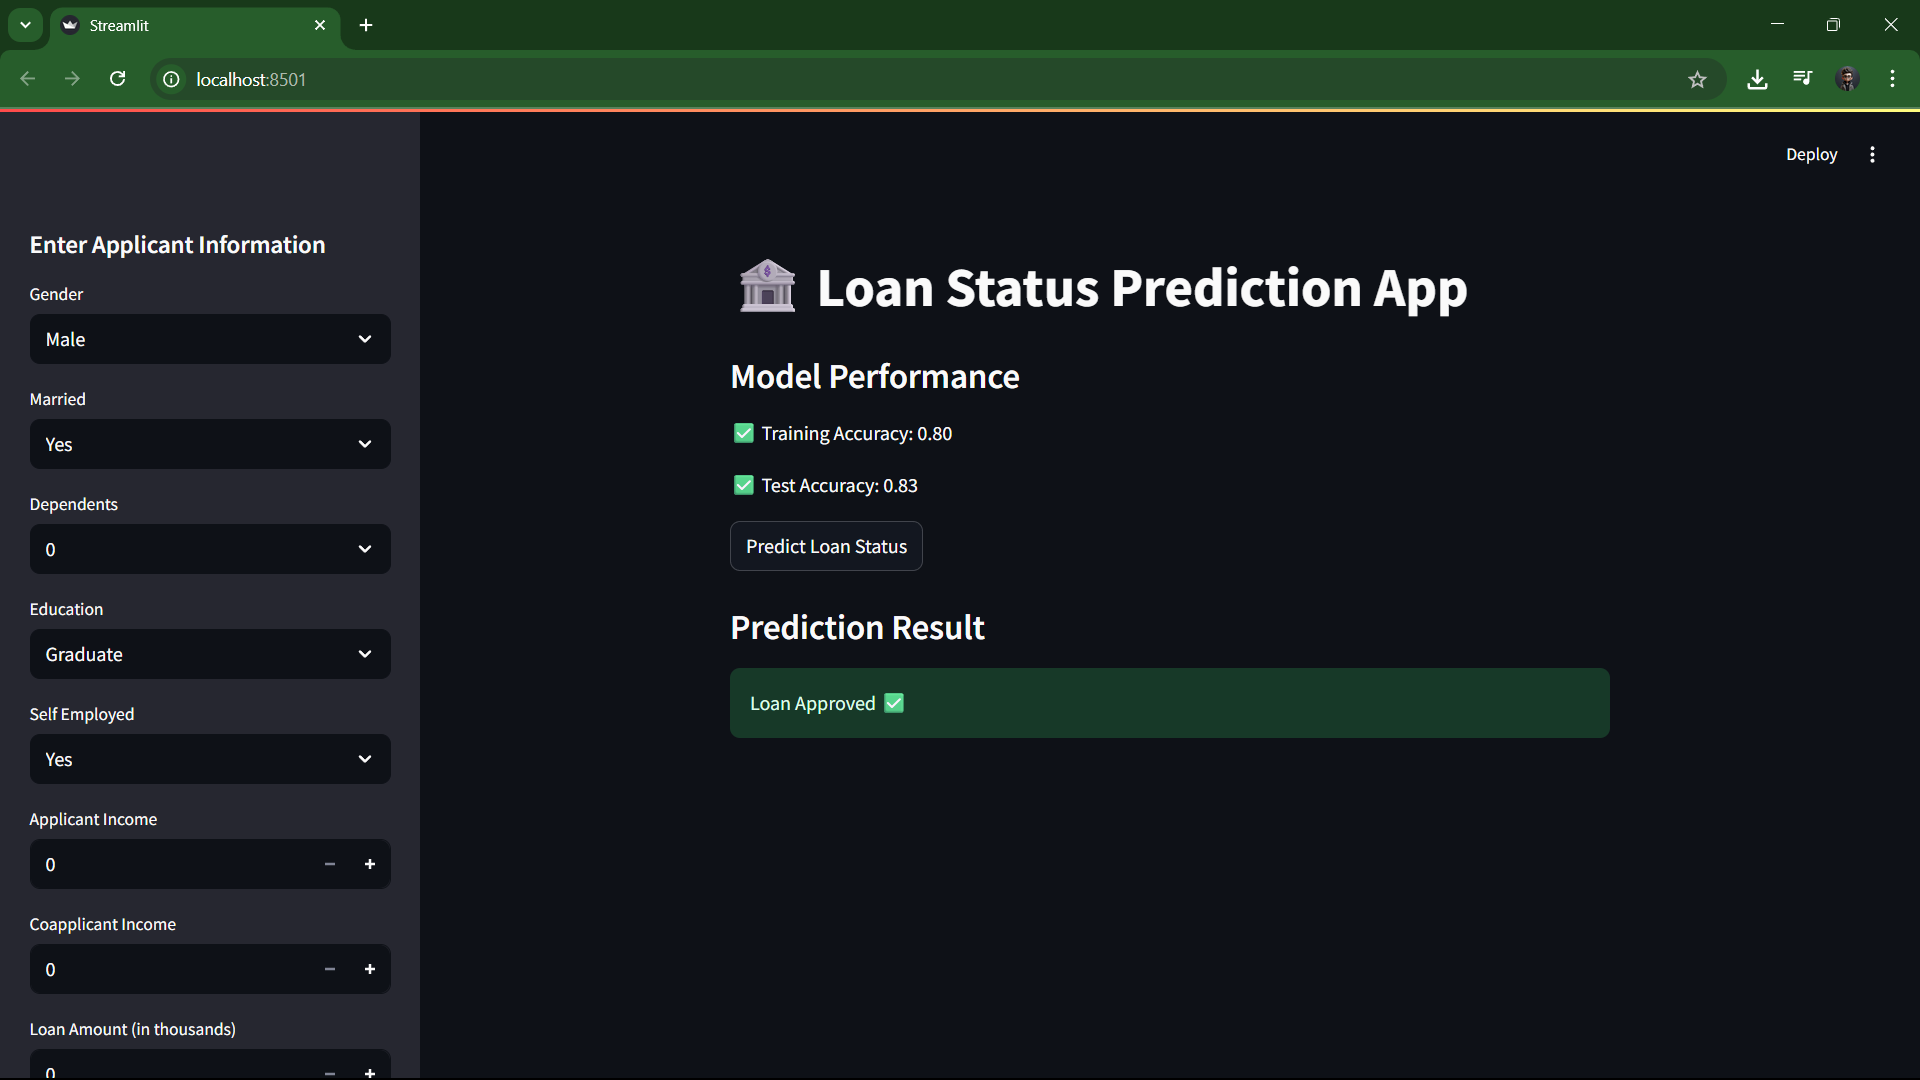 Streamlit
localhost:8501
Deploy
Enter Applicant Information
Gender
Male
Married
Yes
Dependents
0
Education
Graduate
Self Employed
Yes
Applicant Income
0
Coapplicant Income
0
Loan Amount (in thousands)
0
Loan Status Prediction App
Model Performance
✅ Training Accuracy: 0.80
✅ Test Accuracy: 0.83
Predict Loan Status
Prediction Result
Loan Approved ✅